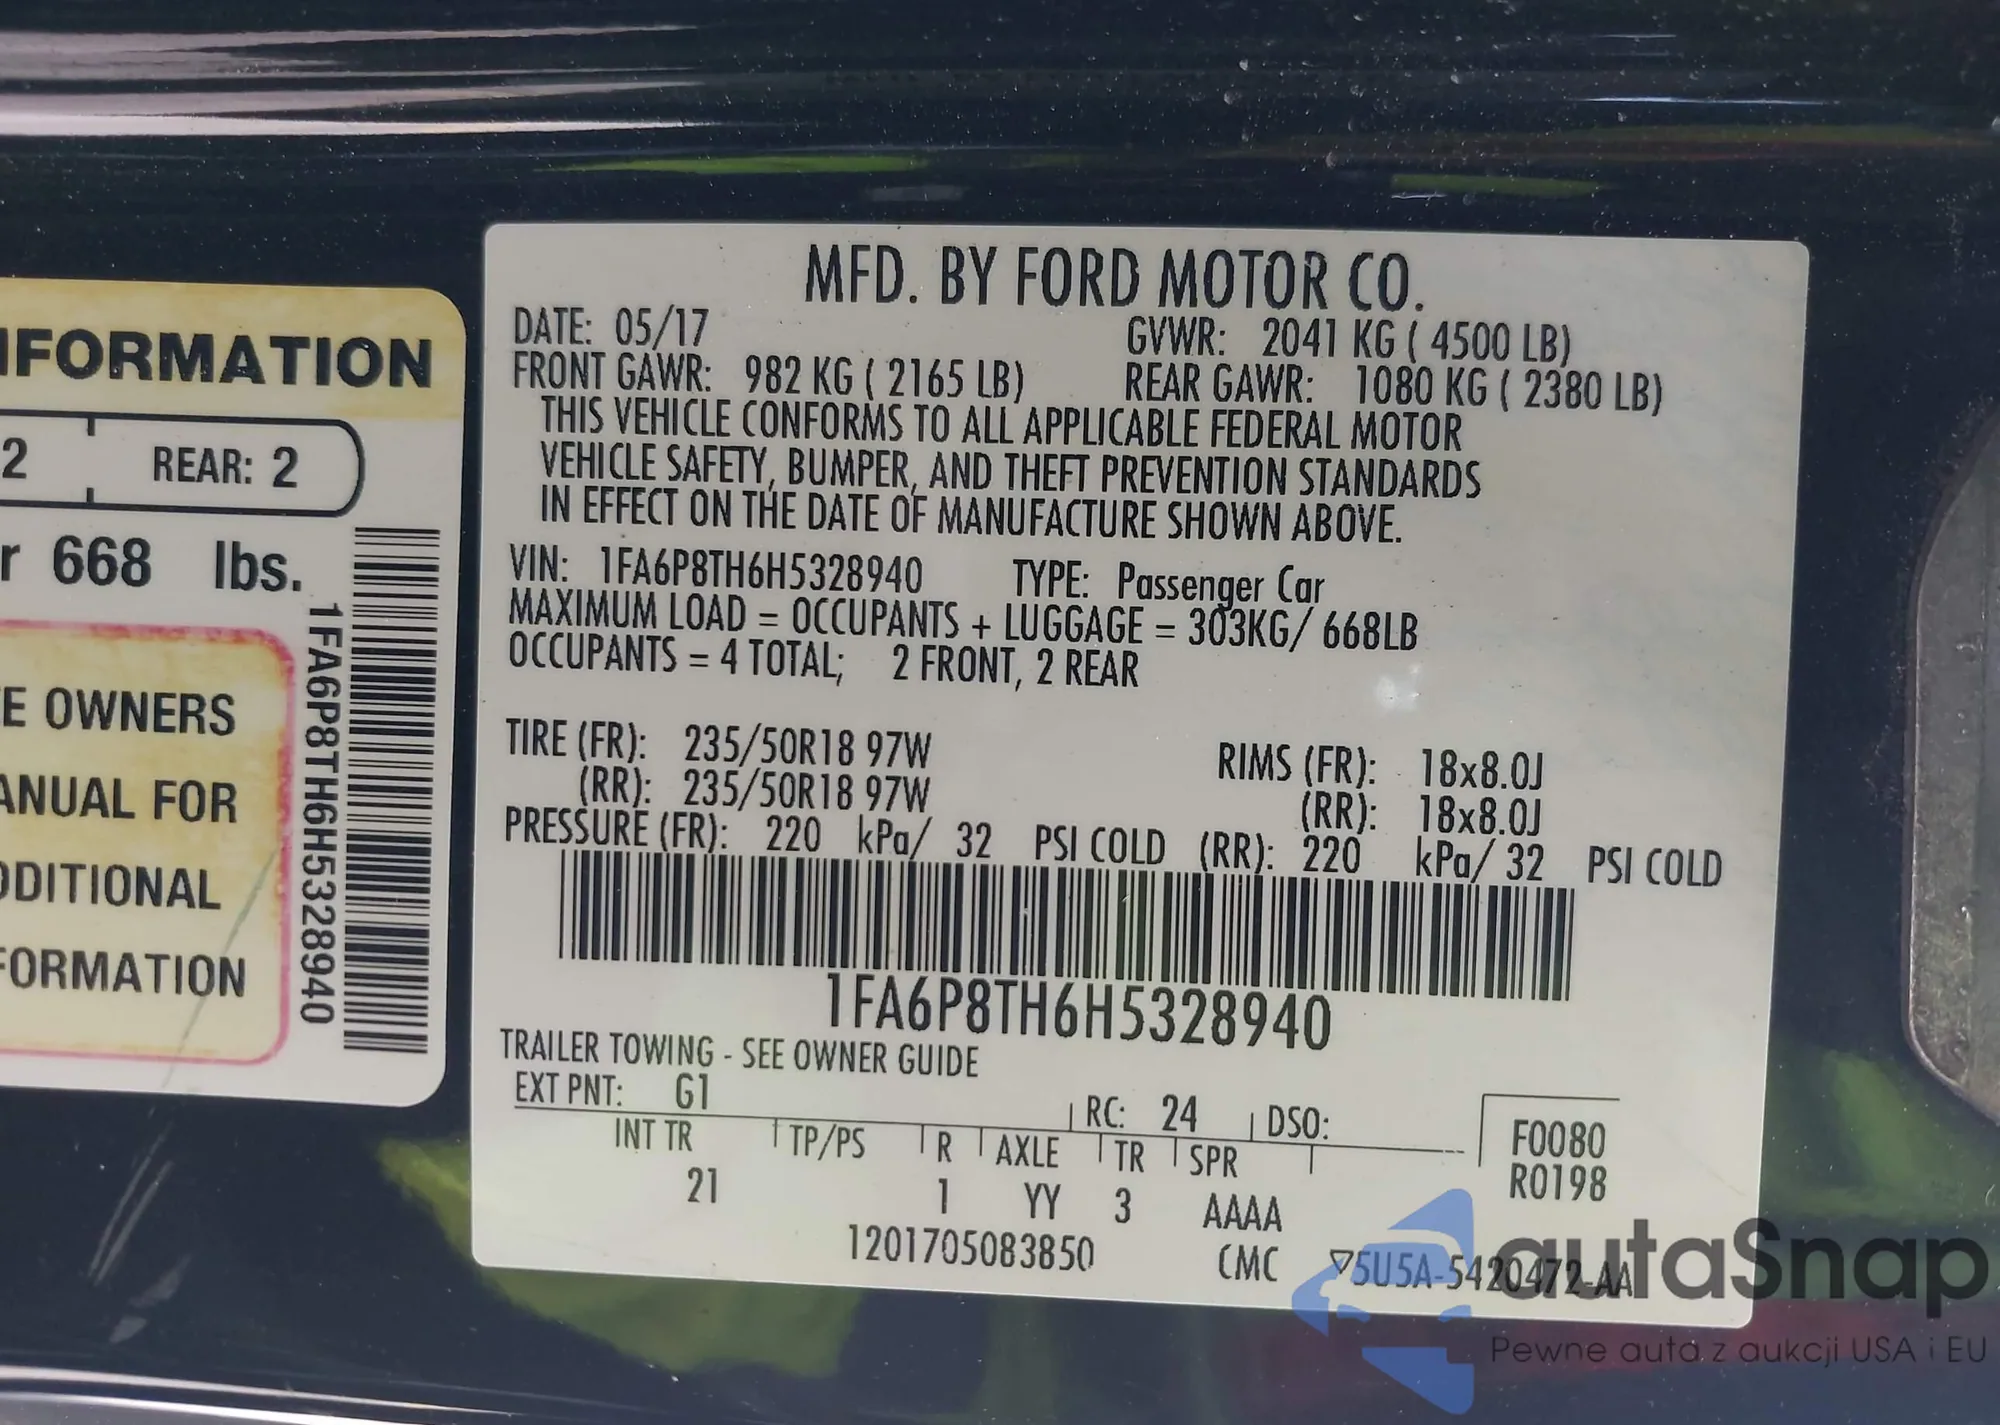 NFORMATION
2 REAR: 2
r 668 lbs.
1FA6P8TH6H5328940
E OWNERS
ANUAL FOR
DDITIONAL
FORMATION
MFD. BY FORD MOTOR CO.
DATE: 05/17 GVWR: 2041 KG ( 4500 LB)
FRONT GAWR: 982 KG ( 2165 LB) REAR GAWR: 1080 KG ( 2380 LB)
THIS VEHICLE CONFORMS TO ALL APPLICABLE FEDERAL MOTOR
VEHICLE SAFETY, BUMPER, AND THEFT PREVENTION STANDARDS
IN EFFECT ON THE DATE OF MANUFACTURE SHOWN ABOVE.
VIN: 1FA6P8TH6H5328940 TYPE: Passenger Car
MAXIMUM LOAD = OCCUPANTS + LUGGAGE = 303KG/ 668LB
OCCUPANTS = 4 TOTAL; 2 FRONT, 2 REAR
TIRE (FR): 235/50R18 97W RIMS (FR): 18x8.0J
(RR): 235/50R18 97W (RR): 18x8.0J
PRESSURE (FR): 220 kPa/ 32 PSI COLD (RR): 220 kPa/ 32 PSI COLD
1FA6P8TH6H5328940
TRAILER TOWING - SEE OWNER GUIDE
EXT PNT: G1 RC: 24 DSO: F0080
INT TR TP/PS R AXLE TR SPR R0198
21 1 YY 3 AAAA
1201705083850 CMC ▽5U5A-5420472-AA
autaSnap
Pewne auta z aukcji USA i EU